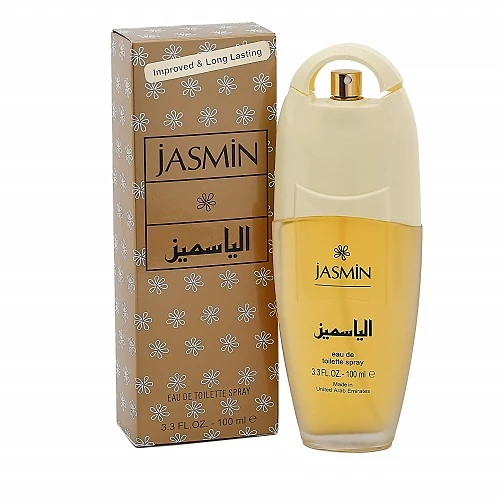 Improved & Long Lasting
JASMiN
الياسمين
EAU DE TOILETTE SPRAY
3.3 FL.OZ. - 100 ml e
JASMiN
الياسمين
eau de
toilette spray
3.3 FL.OZ. - 100 ml e
Made in
United Arab Emirates